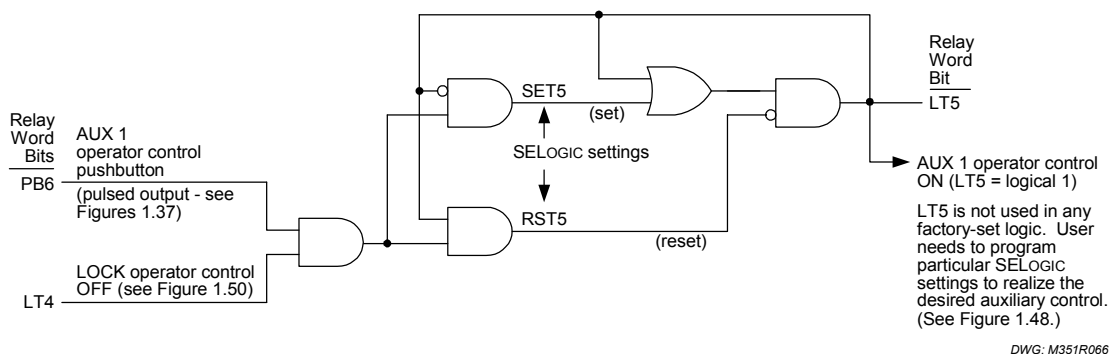 Relay
Word
Bits
PB6
AUX 1
operator control
pushbutton
(pulsed output - see
Figures 1.37)
LOCK operator control
OFF (see Figure 1.50)
LT4
SET5
(set)
SELOGIC settings
RST5
(reset)
Relay
Word
Bit
LT5
AUX 1 operator control
ON (LT5 = logical 1)
LT5 is not used in any
factory-set logic. User
needs to program
particular SELOGIC
settings to realize the
desired auxiliary control.
(See Figure 1.48.)
DWG: M351R066